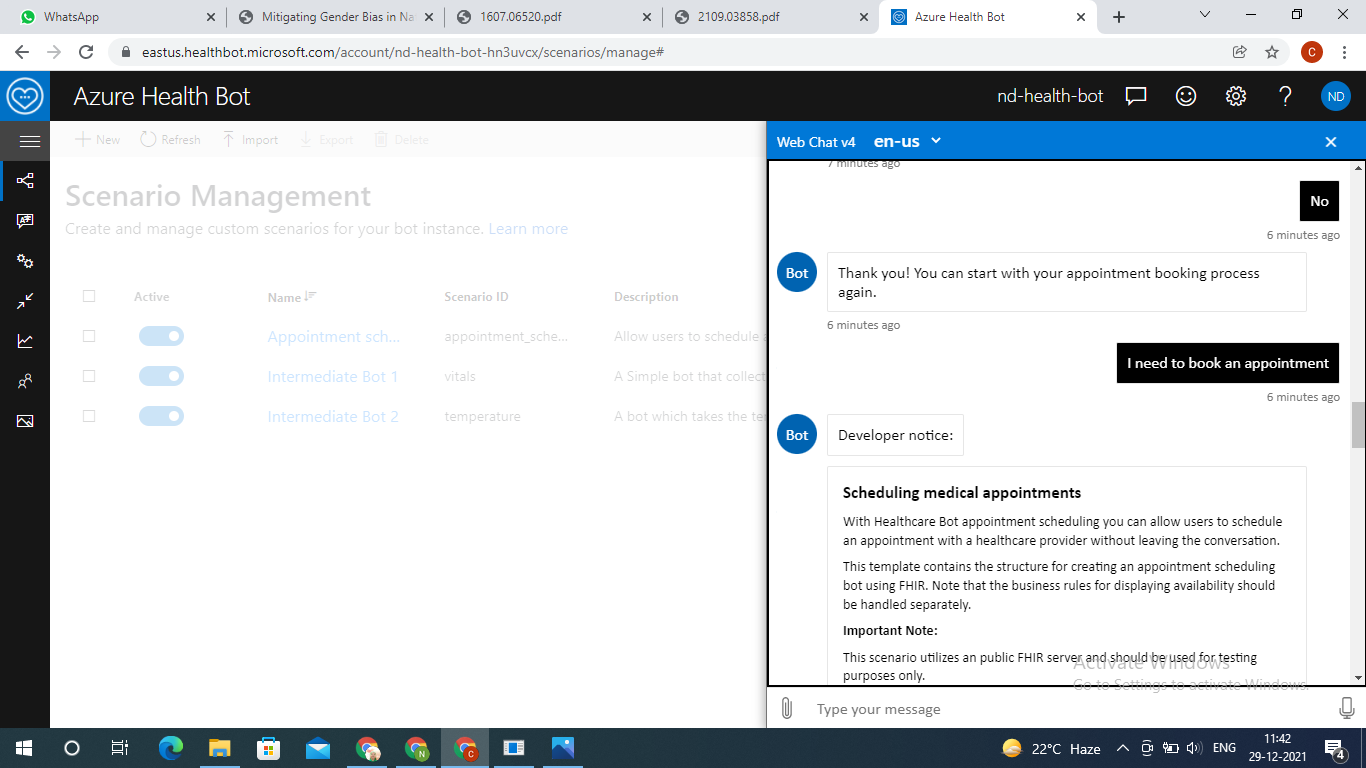 WhatsApp
Mitigating Gender Bias in Na
1607.06520.pdf
2109.03858.pdf
Azure Health Bot
eastus.healthbot.microsoft.com/account/nd-health-bot-hn3uvcx/scenarios/manage#
C
Azure Health Bot
nd-health-bot
ND
New
Refresh
Import
Export
Delete
Web Chat v4
en-us
Scenario Management
Create and manage custom scenarios for your bot instance. Learn more
Active
Name
Scenario ID
Description
Appointment sch...
appointment_sche...
Allow users to schedule a
Intermediate Bot 1
vitals
A Simple bot that collect
Intermediate Bot 2
temperature
A bot which takes the te
7 minutes ago
No
6 minutes ago
Bot
Thank you! You can start with your appointment booking process
again.
6 minutes ago
I need to book an appointment
6 minutes ago
Bot
Developer notice:
Scheduling medical appointments
With Healthcare Bot appointment scheduling you can allow users to schedule
an appointment with a healthcare provider without leaving the conversation.
This template contains the structure for creating an appointment scheduling
bot using FHIR. Note that the business rules for displaying availability should
be handled separately.
Important Note:
This scenario utilizes an public FHIR server and should be used for testing
purposes only.
Activate Windows
Go to Settings to activate Windows.
Type your message
N
C
22°C Haze
ENG
11:42
29-12-2021
4